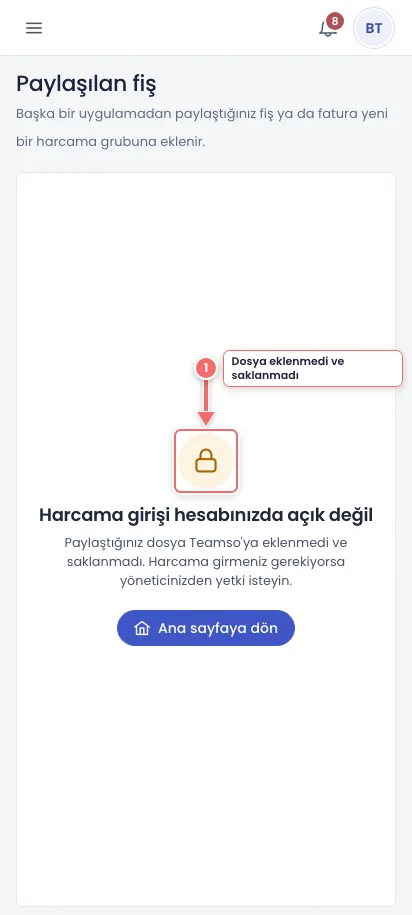 8
BT
Paylaşılan fiş
Başka bir uygulamadan paylaştığınız fiş ya da fatura yeni
bir harcama grubuna eklenir.
1
Dosya eklenmedi ve
saklanmadı
Harcama girişi hesabınızda açık değil
Paylaştığınız dosya Teamso'ya eklenmedi ve
saklanmadı. Harcama girmeniz gerekiyorsa
yöneticinizden yetki isteyin.
Ana sayfaya dön